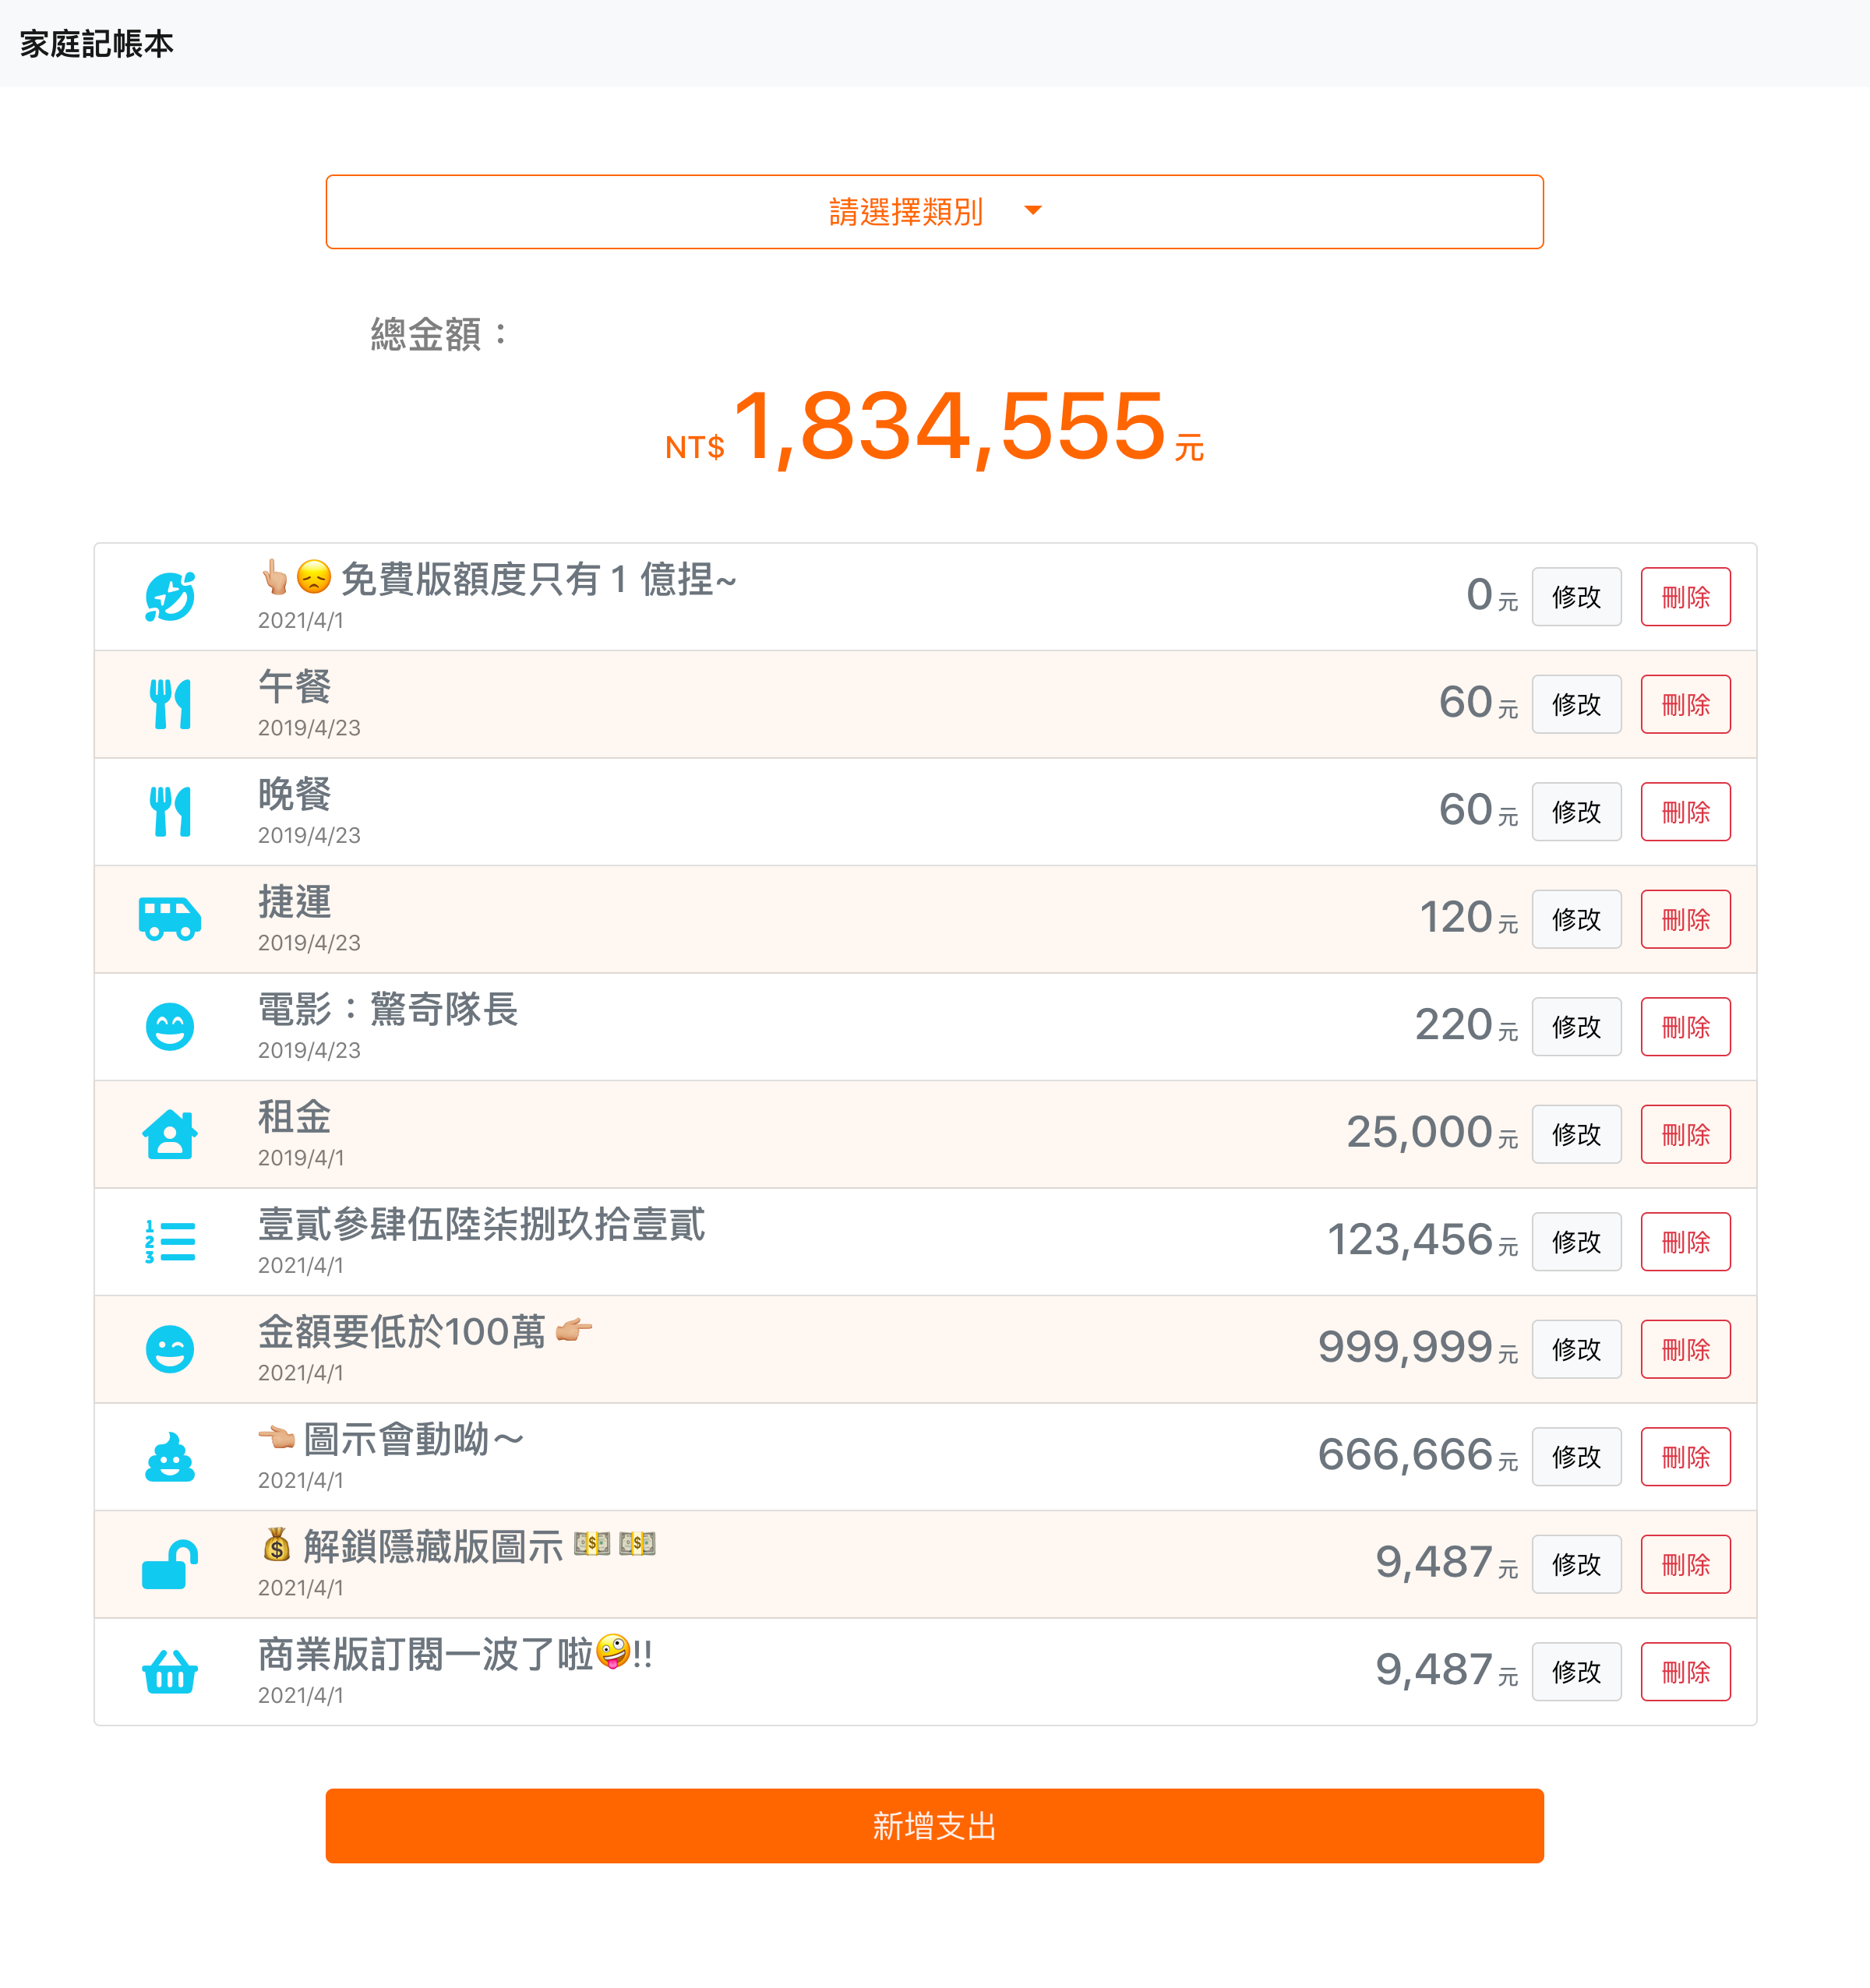 家庭記帳本
請選擇類別
總金額：
NT$ 1,834,555 元
👆🏼😞 免費版額度只有 1 億捏~
2021/4/1
0 元 修改 刪除
午餐
2019/4/23
60 元 修改 刪除
晚餐
2019/4/23
60 元 修改 刪除
捷運
2019/4/23
120 元 修改 刪除
電影：驚奇隊長
2019/4/23
220 元 修改 刪除
租金
2019/4/1
25,000 元 修改 刪除
壹貳參肆伍陸柒捌玖拾壹貳
2021/4/1
123,456 元 修改 刪除
金額要低於100萬 👉🏼
2021/4/1
999,999 元 修改 刪除
👈🏼 圖示會動呦～
2021/4/1
666,666 元 修改 刪除
💰 解鎖隱藏版圖示 💵 💵
2021/4/1
9,487 元 修改 刪除
商業版訂閱一波了啦🤪!!
2021/4/1
9,487 元 修改 刪除
新增支出